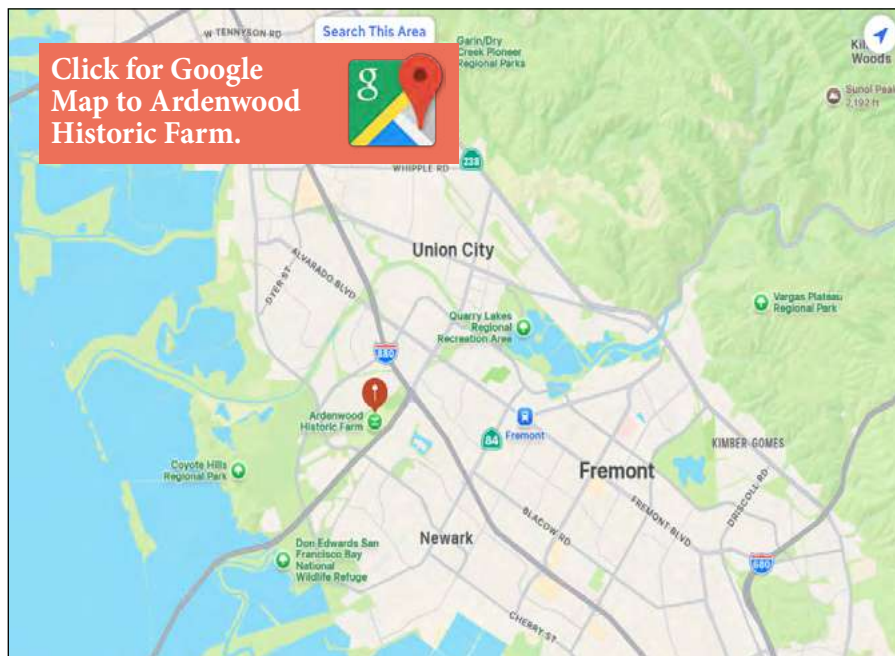 W TENNYSON RD
Search This Area
Garin/Dry
Creek Pioneer
Regional Parks
Woods
Sunol Peak
2,192 ft
Click for Google
Map to Ardenwood
Historic Farm.
g
WHIPPLE RD
238
Union City
ALVARADO BLVD
DYER ST
Vargas Plateau
Regional Park
Quarry Lakes
Regional
Recreation Area
880
Ardenwood
Historic Farm
84
Fremont
KIMBER GOMES
Coyote Hills
Regional Park
Fremont
DRISCOLL RD
FREMONT BLVD
BLACOW RD
Newark
Don Edwards San
Francisco Bay
National
Wildlife Refuge
680
CHERRY ST